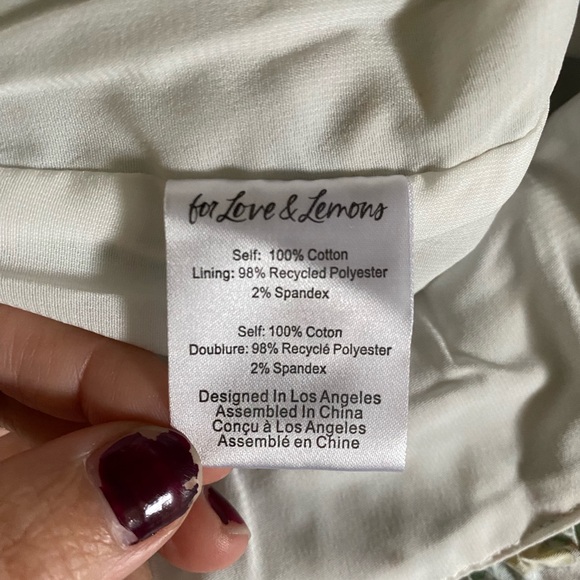 for Love & Lemons
Self: 100% Cotton
Lining: 98% Recycled Polyester
2% Spandex
Self: 100% Coton
Doublure: 98% Recyclé Polyester
2% Spandex
Designed In Los Angeles
Assembled In China
Conçu à Los Angeles
Assemblé en Chine